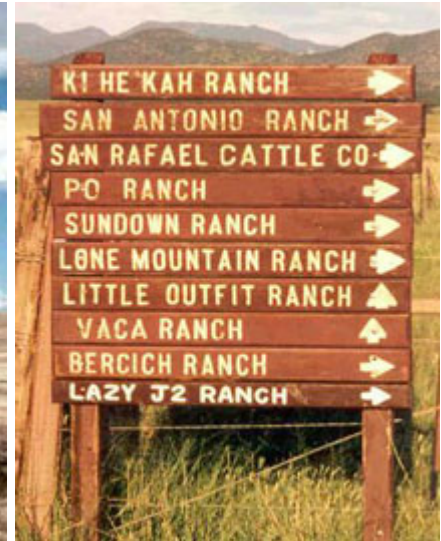 KI HE KAH RANCH
SAN ANTONIO RANCH
SAN RAFAEL CATTLE CO
PO RANCH
SUNDOWN RANCH
LONE MOUNTAIN RANCH
LITTLE OUTFIT RANCH
VACA RANCH
BERCICH RANCH
LAZY J2 RANCH